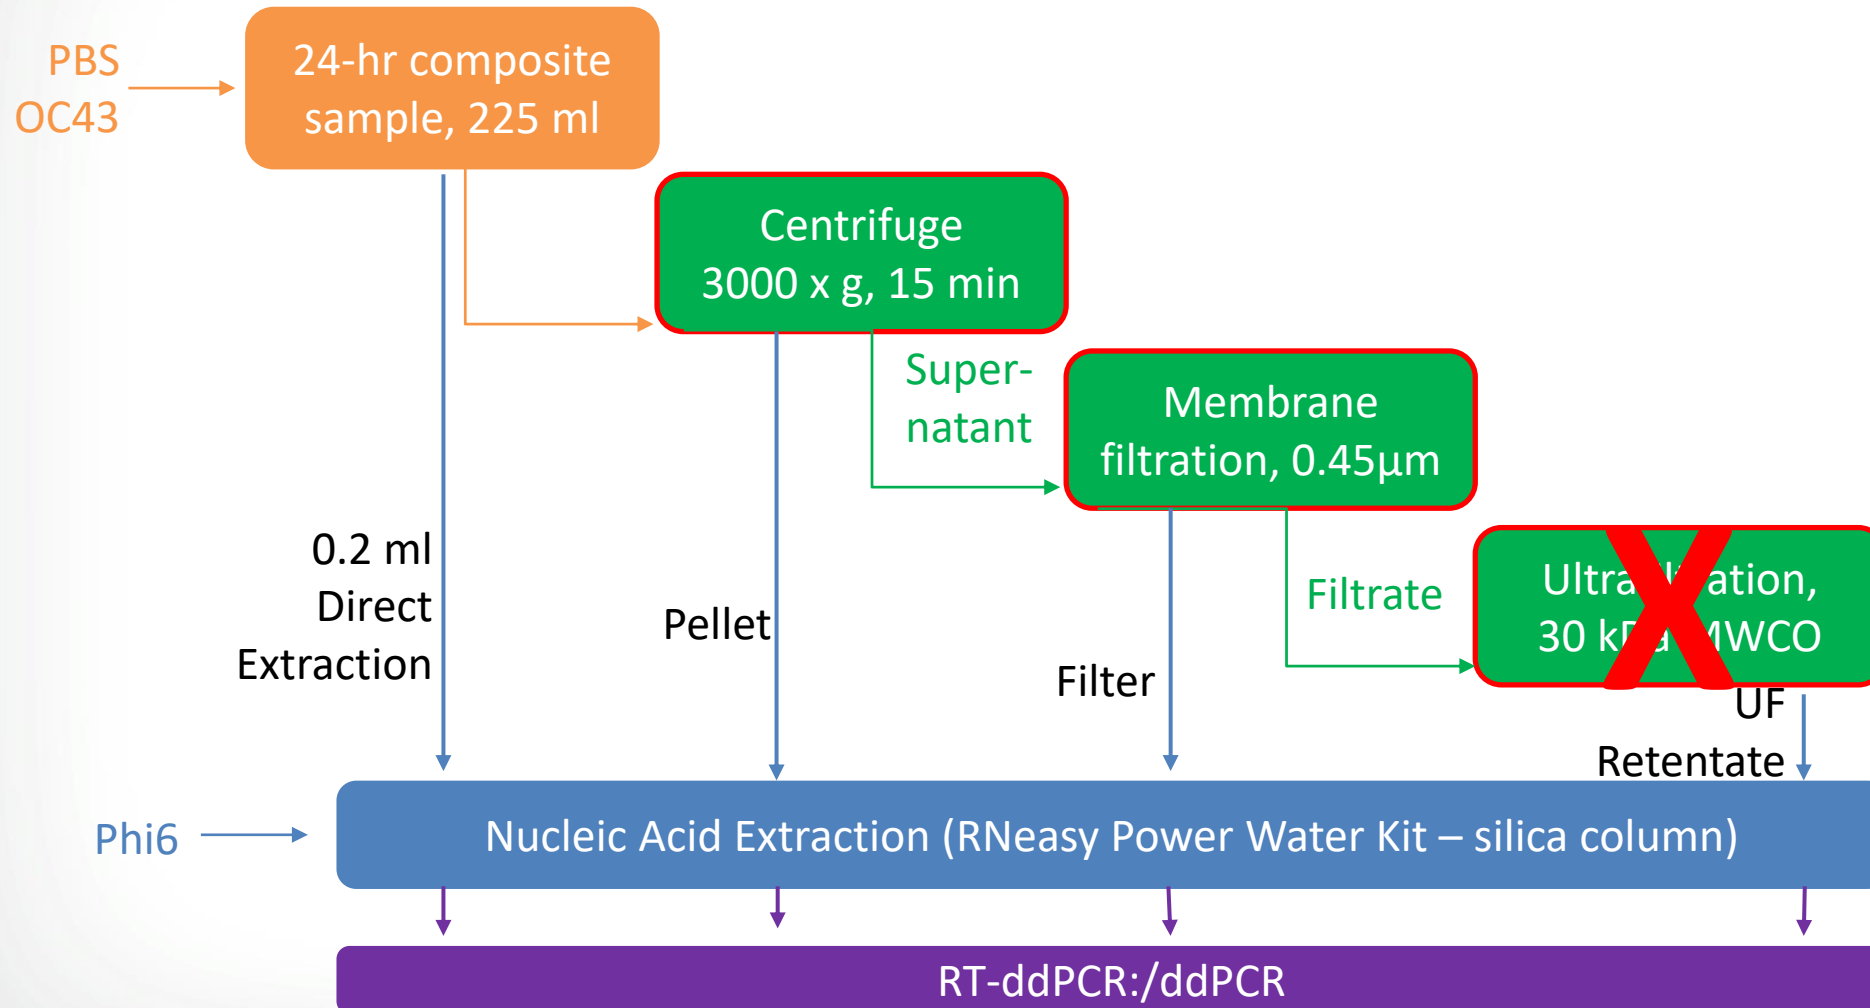 PBS
OC43
24-hr composite
sample, 225 ml
Centrifuge
3000 x g, 15 min
Super-
natant
Membrane
filtration, 0.45µm
0.2 ml
Direct
Extraction
Pellet
Filter
Filtrate
30 MWCO
UF
Retentate
Phi6
Nucleic Acid Extraction (RNeasy Power Water Kit – silica column)
RT-ddPCR:/ddPCR